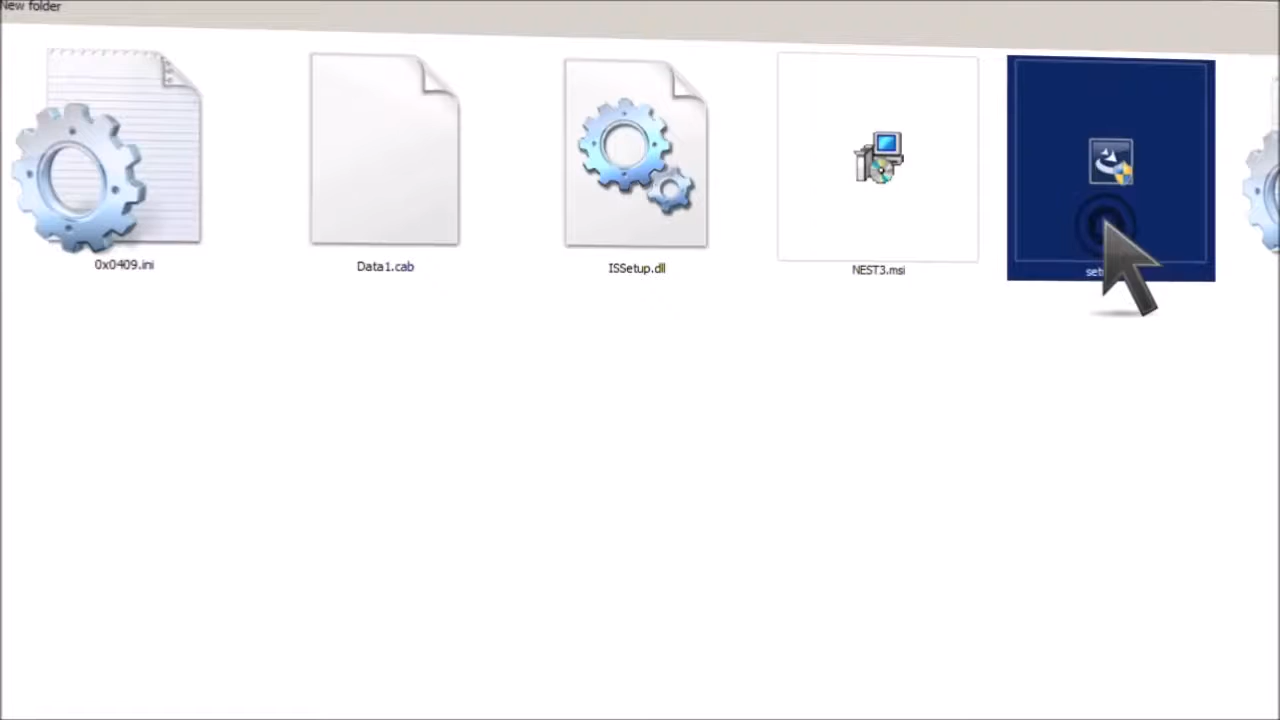 New folder
0x0409.ini
Data1.cab
ISSetup.dll
NEST3.msi